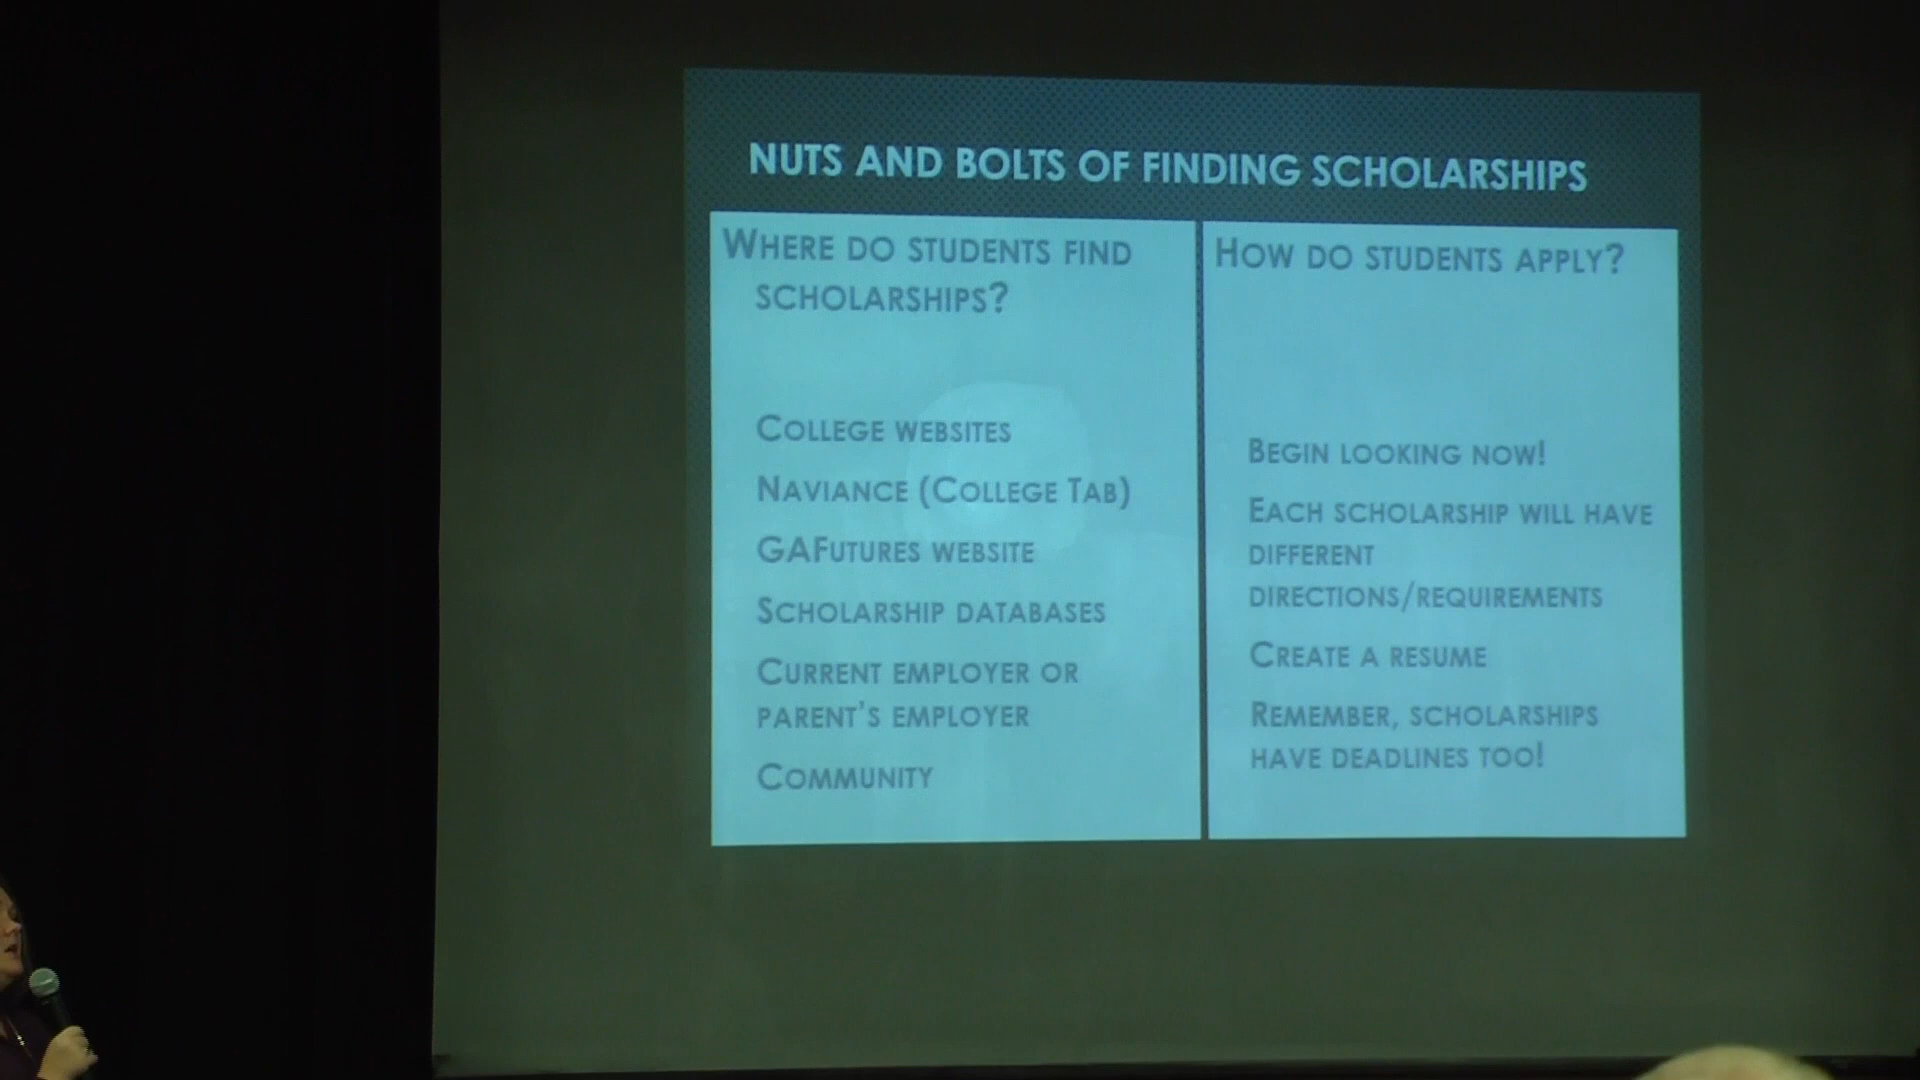 NUTS AND BOLTS OF FINDING SCHOLARSHIPS
WHERE DO STUDENTS FIND
SCHOLARSHIPS?
COLLEGE WEBSITES
NAVIANCE (COLLEGE TAB)
GAFUTURES WEBSITE
SCHOLARSHIP DATABASES
CURRENT EMPLOYER OR
PARENT'S EMPLOYER
COMMUNITY
HOW DO STUDENTS APPLY?
BEGIN LOOKING NOW!
EACH SCHOLARSHIP WILL HAVE
DIFFERENT
DIRECTIONS/REQUIREMENTS
CREATE A RESUME
REMEMBER, SCHOLARSHIPS
HAVE DEADLINES TOO!